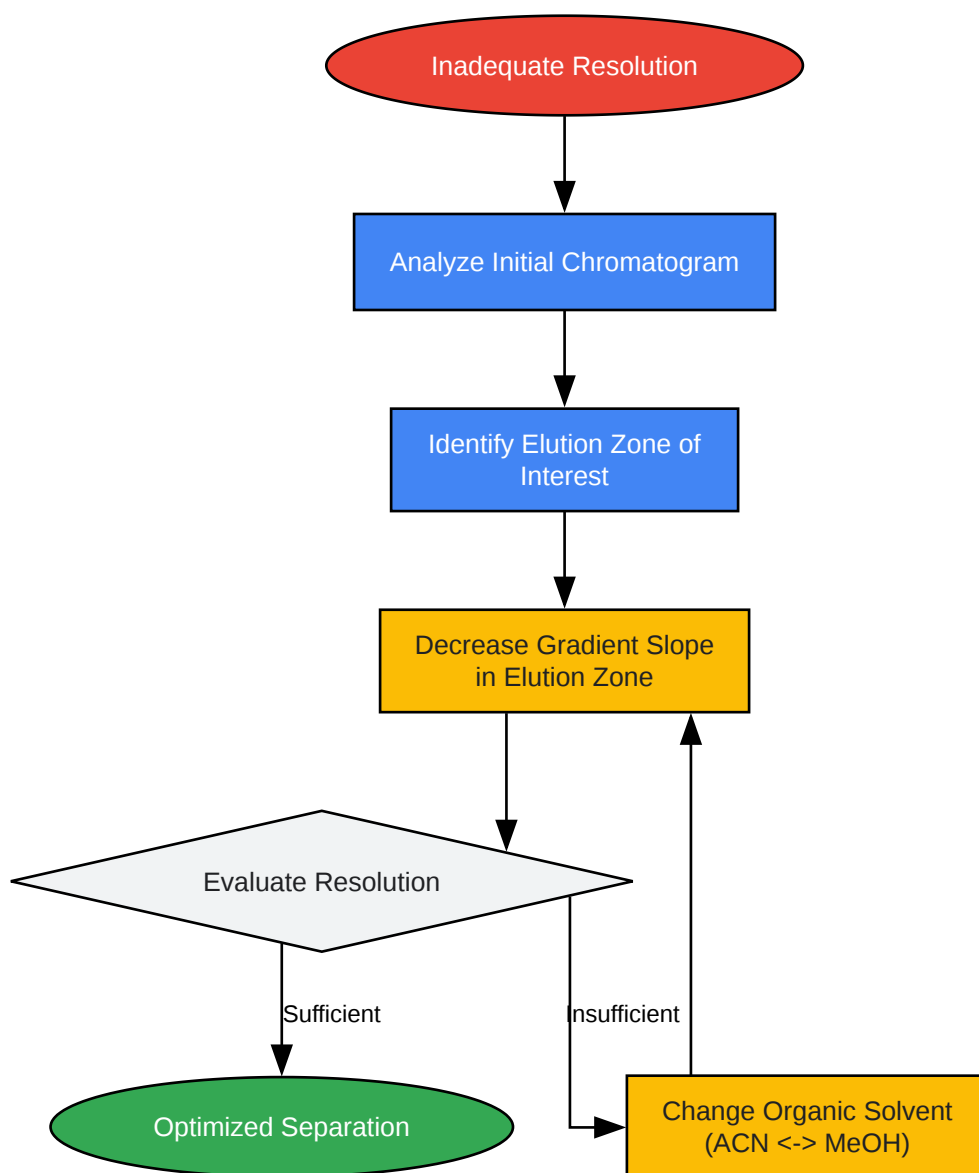 Inadequate Resolution
Analyze Initial Chromatogram
Identify Elution Zone of
Interest
Decrease Gradient Slope
in Elution Zone
Evaluate Resolution
Sufficient
Insufficient
Optimized Separation
Change Organic Solvent
(ACN <-> MeOH)